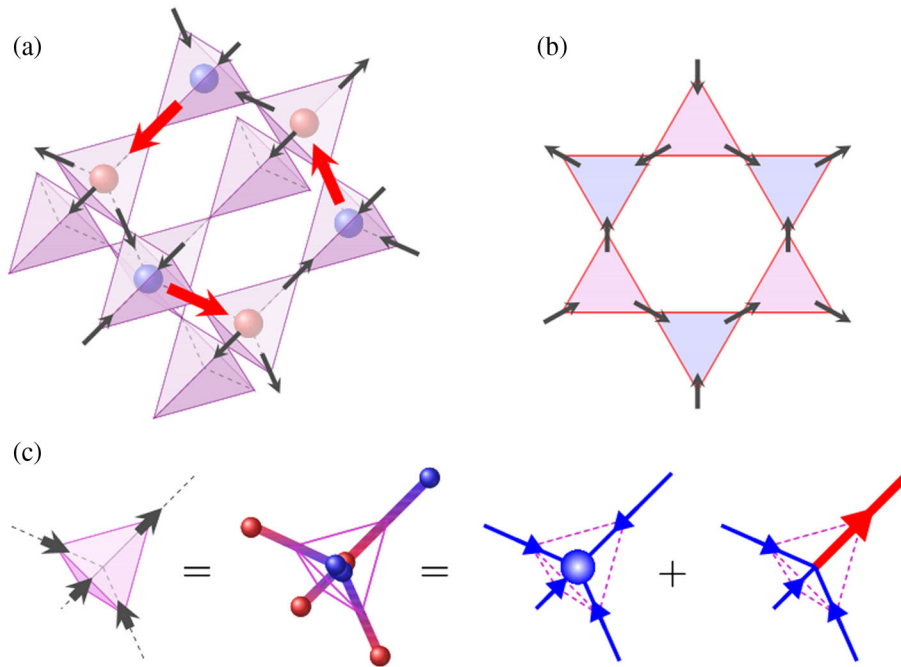 (a)
(b)
(c)
= = +